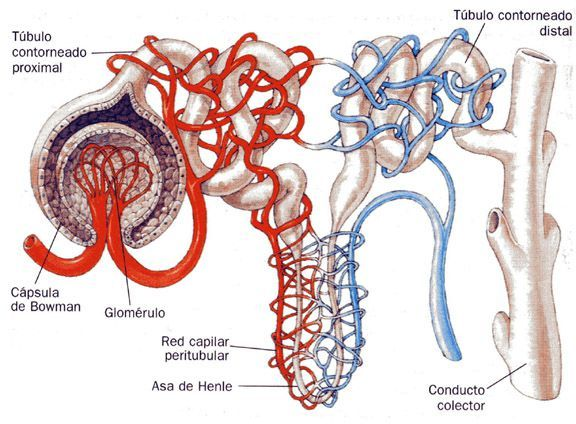 Túbulo
contorneado
proximal
Túbulo contorneado
distal
Cápsula
de Bowman
Glomérulo
Red capilar
peritubular
Asa de Henle
Conducto
colector